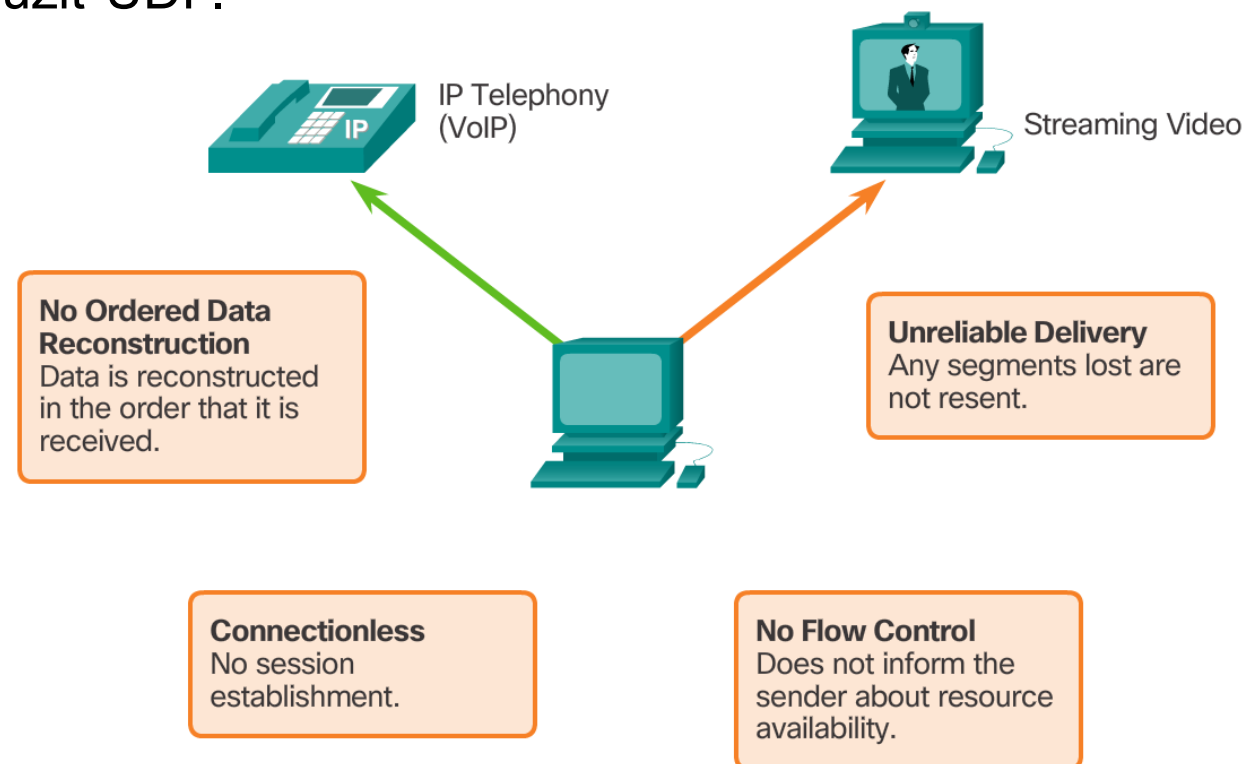 UDP?
IP Telephony
(VoIP)
IP
Streaming Video
No Ordered Data
Reconstruction
Data is reconstructed
in the order that it is
received.
Unreliable Delivery
Any segments lost are
not resent.
Connectionless
No session
establishment.
No Flow Control
Does not inform the
sender about resource
availability.